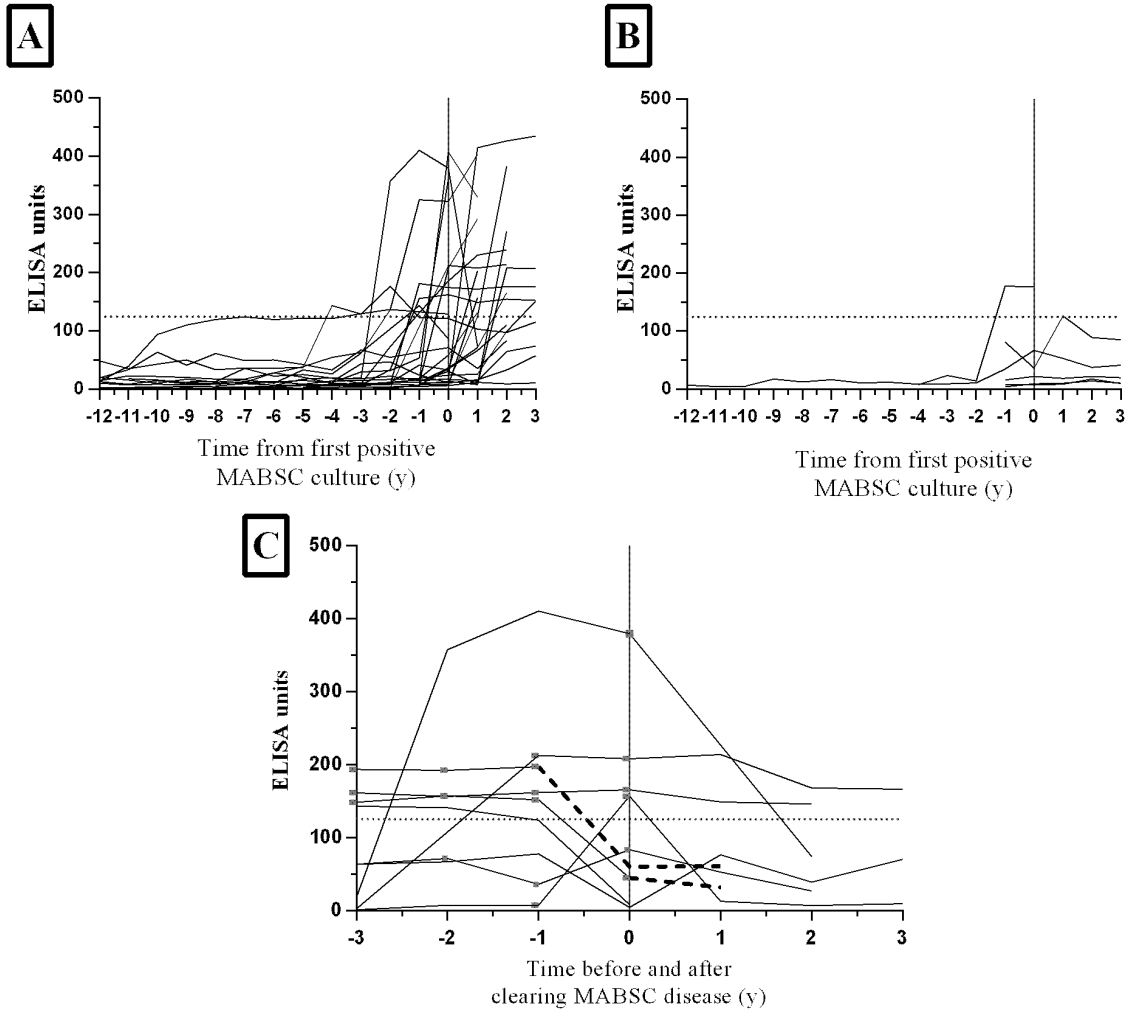 A
B
500
400
300
200
100
0
ELISA units
-12 -11 -10 -9 -8 -7 -6 -5 -4 -3 -2 -1 0 1 2 3
Time from first positive
MABSC culture (y)
500
400
300
200
100
0
ELISA units
-12 -11 -10 -9 -8 -7 -6 -5 -4 -3 -2 -1 0 1 2 3
Time from first positive
MABSC culture (y)
C
500
400
300
200
100
0
ELISA units
-3 -2 -1 0 1 2 3
Time before and after
clearing MABSC disease (y)